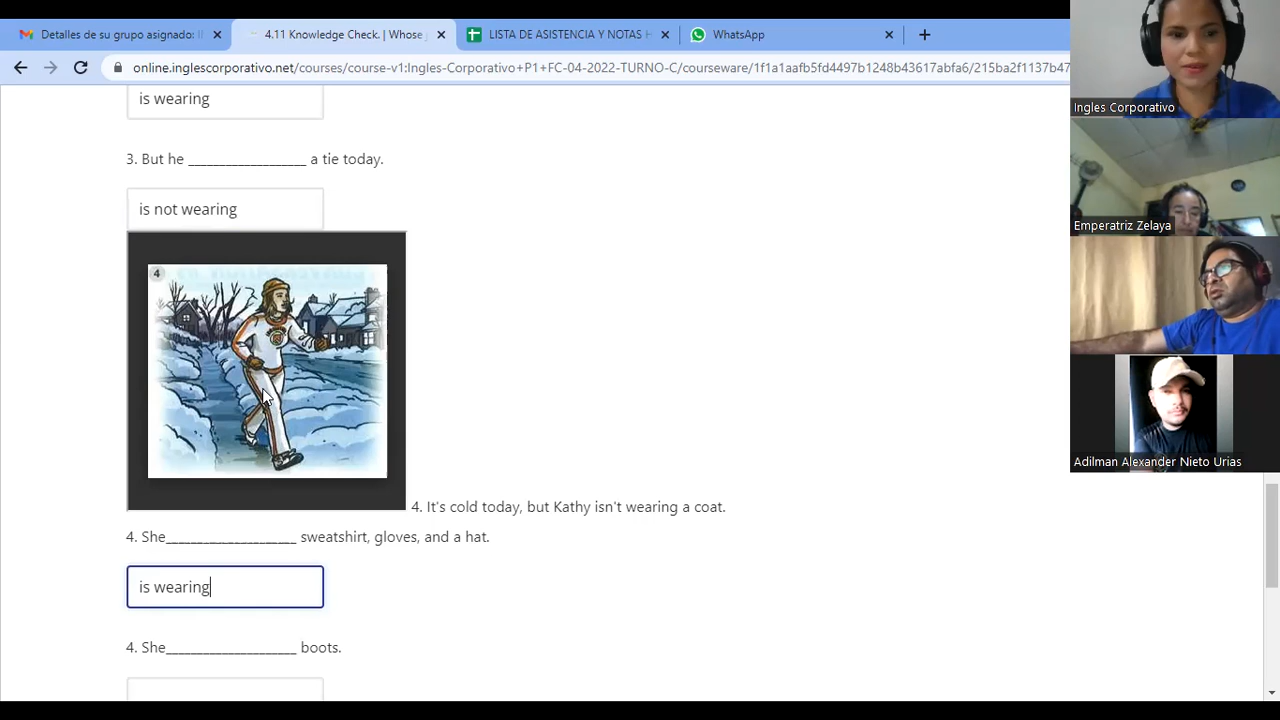 Detalles de su grupo asignado: I
4.11 Knowledge Check. | Whose j
LISTA DE ASISTENCIA Y NOTAS H
WhatsApp
online.inglescorporativo.net/courses/course-v1:Ingles-Corporativo+P1+FC-04-2022-TURNO-C/courseware/1f1a1aafb5fd4497b1248b43617abfa6/215ba2f1137b47
Ingles Corporativo
is wearing
3. But he ___________________ a tie today.
is not wearing
Emperatriz Zelaya
4
Adilman Alexander Nieto Urias
4. It's cold today, but Kathy isn't wearing a coat.
4. She_____________________ sweatshirt, gloves, and a hat.
is wearing
4. She_____________________ boots.